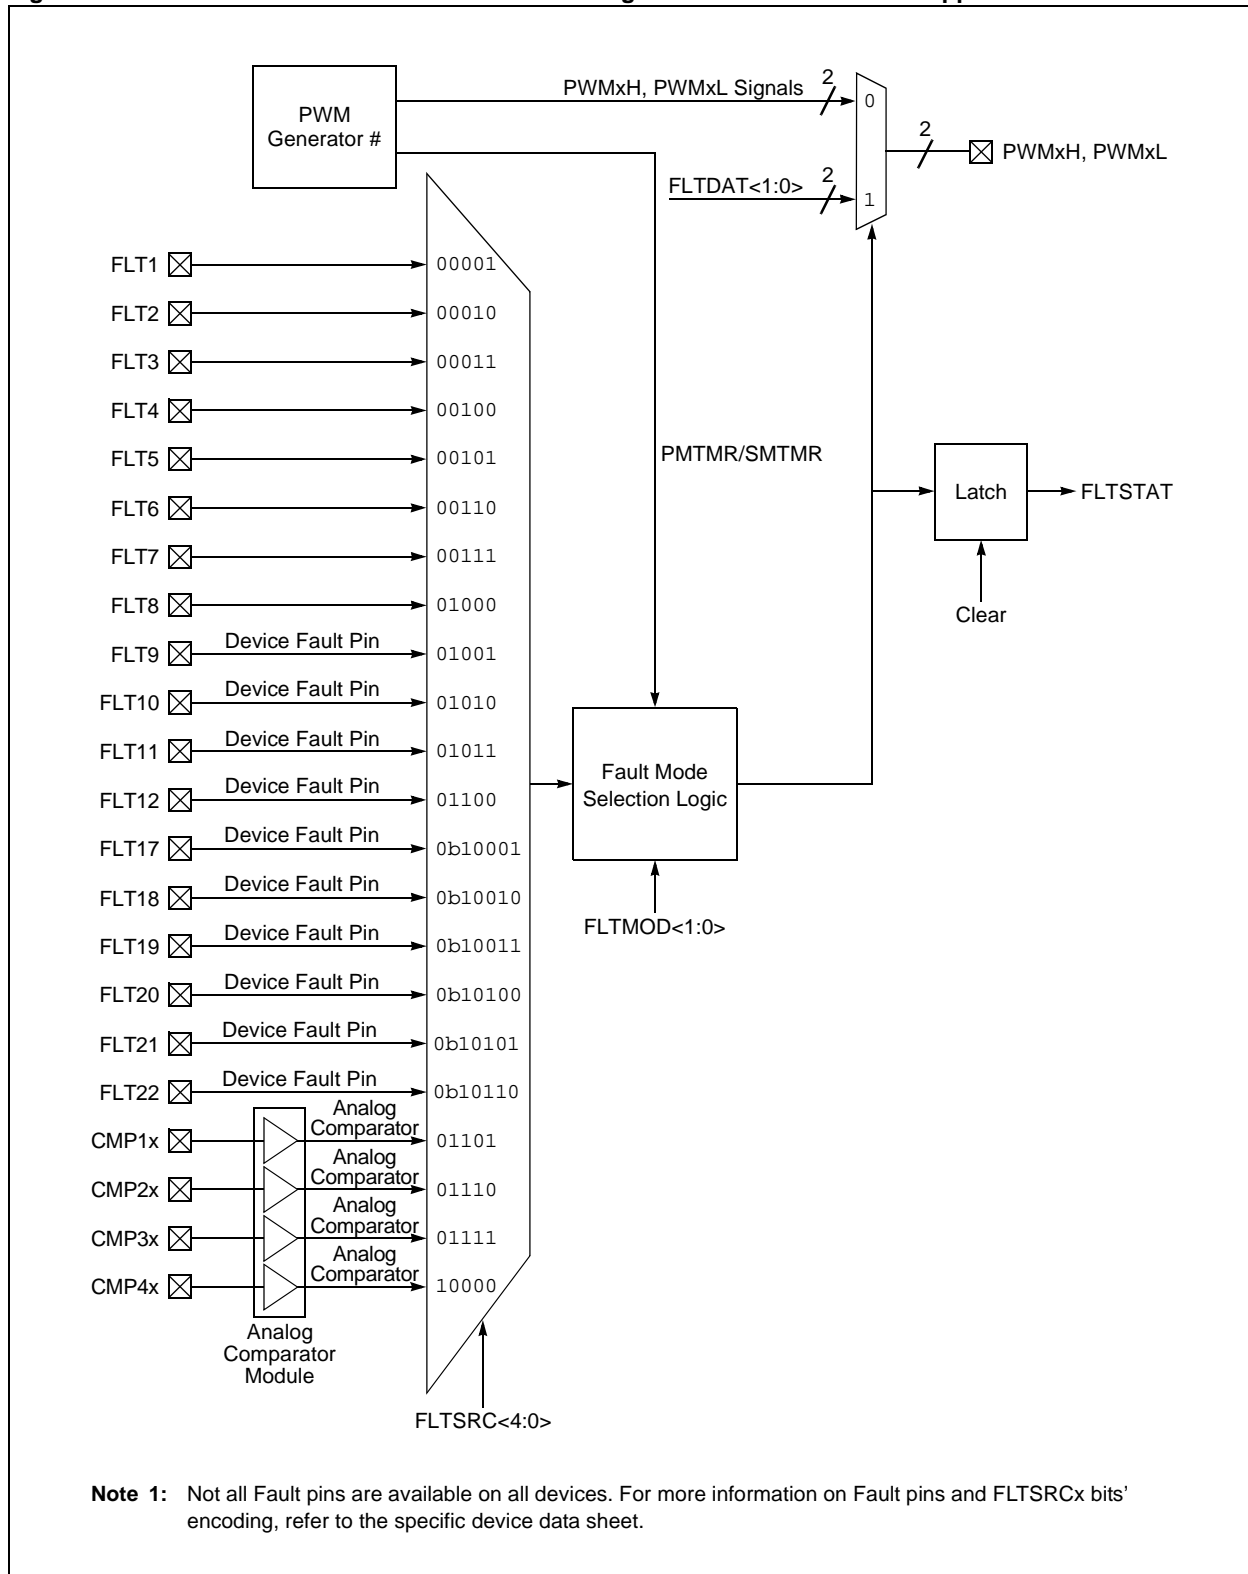 PWM
Generator #
PWMxH, PWMxL Signals
2
0
2
PWMxH, PWMxL
FLTDAT<1:0>
2
1
FLT1
00001
FLT2
00010
FLT3
00011
FLT4
00100
FLT5
00101
PMTMR/SMTMR
Latch
FLTSTAT
FLT6
00110
FLT7
00111
FLT8
01000
Clear
FLT9
Device Fault Pin
01001
FLT10
Device Fault Pin
01010
FLT11
Device Fault Pin
01011
Fault Mode
Selection Logic
FLT12
Device Fault Pin
01100
FLT17
Device Fault Pin
0b10001
FLT18
Device Fault Pin
0b10010
FLTMOD<1:0>
FLT19
Device Fault Pin
0b10011
FLT20
Device Fault Pin
0b10100
FLT21
Device Fault Pin
0b10101
FLT22
Device Fault Pin
0b10110
CMP1x
Analog
Comparator
01101
CMP2x
Analog
Comparator
01110
CMP3x
Analog
Comparator
01111
CMP4x
Analog
Comparator
10000
Analog
Comparator
Module
FLTSRC<4:0>
Note 1: Not all Fault pins are available on all devices. For more information on Fault pins and FLTSRCx bits'
encoding, refer to the specific device data sheet.